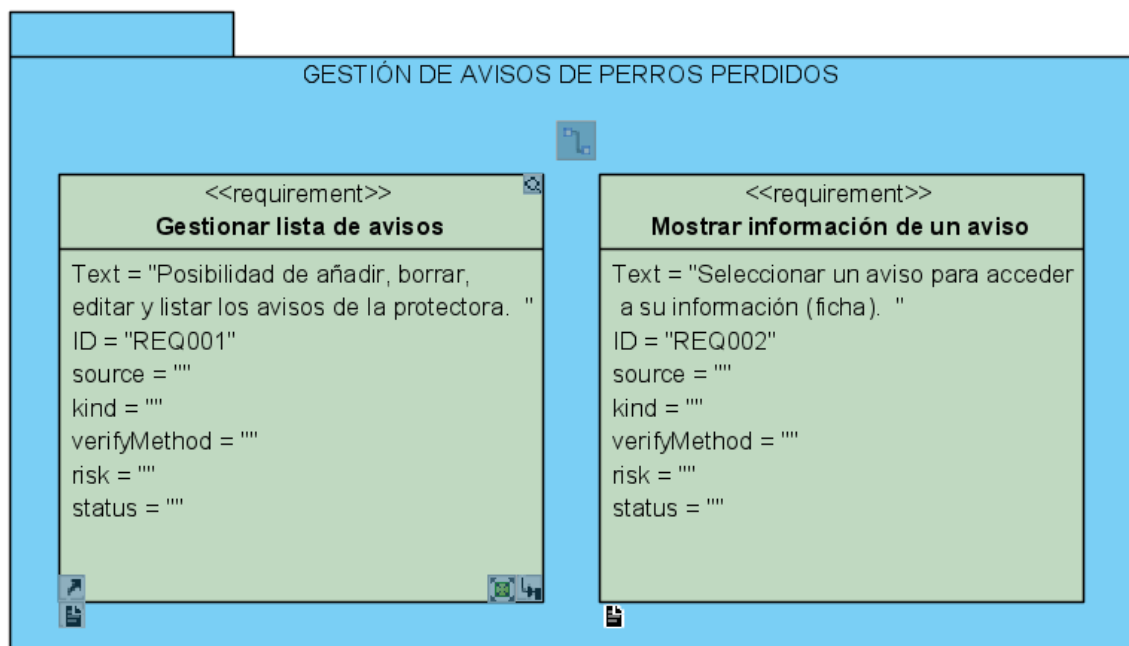 GESTIÓN DE AVISOS DE PERROS PERDIDOS
<<requirement>>
Gestionar lista de avisos
Text = "Posibilidad de añadir, borrar,
editar y listar los avisos de la protectora.  "
ID = "REQ001"
source = ""
kind = ""
verifyMethod = ""
risk = ""
status = ""
<<requirement>>
Mostrar información de un aviso
Text = "Seleccionar un aviso para acceder
a su información (ficha).  "
ID = "REQ002"
source = ""
kind = ""
verifyMethod = ""
risk = ""
status = ""